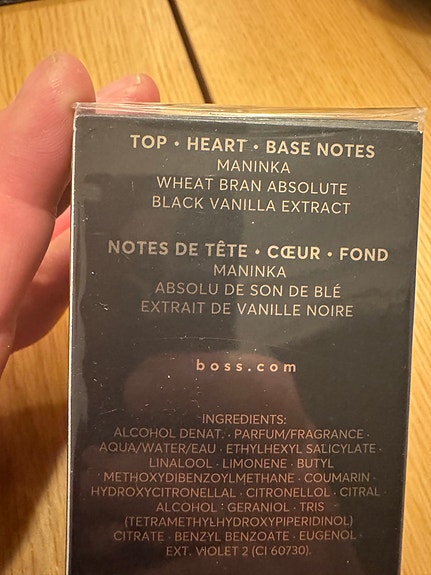 TOP • HEART • BASE NOTES
MANINKA
WHEAT BRAN ABSOLUTE
BLACK VANILLA EXTRACT
NOTES DE TÊTE • CŒUR • FOND
MANINKA
ABSOLU DE SON DE BLÉ
EXTRAIT DE VANILLE NOIRE
boss.com
INGREDIENTS:
ALCOHOL DENAT. · PARFUM/FRAGRANCE ·
AQUA/WATER/EAU · ETHYLHEXYL SALICYLATE ·
LINALOOL · LIMONENE · BUTYL
METHOXYDIBENZOYLMETHANE · COUMARIN ·
HYDROXYCITRONELLAL · CITRONELLOL · CITRAL ·
ALCOHOL · GERANIOL · TRIS
(TETRAMETHYLHYDROXYPIPERIDINOL)
CITRATE · BENZYL BENZOATE · EUGENOL ·
EXT. VIOLET 2 (CI 60730).